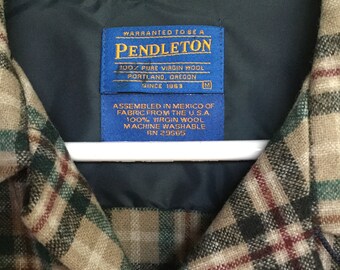 WARRANTED TO BE A
PENDLETON
100% PURE VIRGIN WOOL
PORTLAND, OREGON
SINCE 1863 M
ASSEMBLED IN MEXICO OF
FABRIC FROM THE U.S.A
100% VIRGIN WOOL
MACHINE WASHABLE
RN 29685